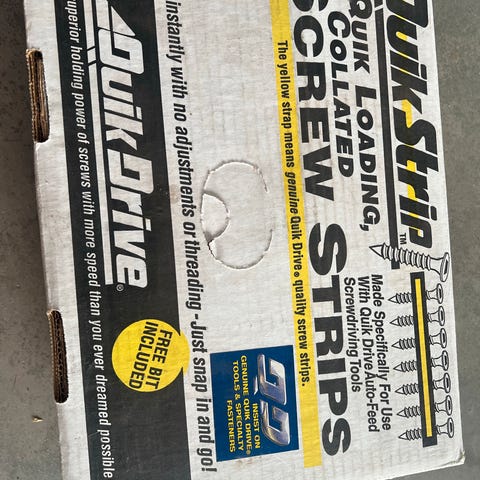 Quik-Strip™
QUIK LOADING,
COLLATED
SCREW STRIPS
Made Specifically For Use
With Quik Drive Auto-Feed
Screwdriving Tools
The yellow strap means genuine Quik Drive® quality screw strips.
instantly with no adjustments or threading - Just snap in and go!
INSIST ON
GENUINE QUIK DRIVE®
TOOLS & SPECIALTY
FASTENERS
QUIK DRIVE®
FREE BIT
INCLUDED
superior holding power of screws with more speed than you ever dreamed possible